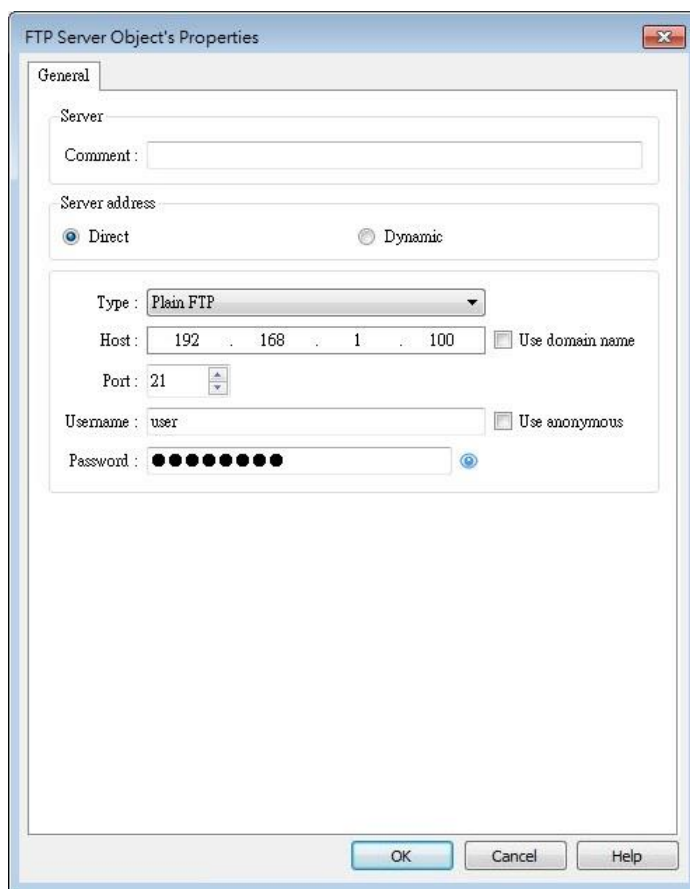 FTP Server Object's Properties
General
Server
Comment :
Server address
Direct Dynamic
Type : Plain FTP
Host : 192 . 168 . 1 . 100 Use domain name
Port : 21
Username : user Use anonymous
Password : ●●●●●●●●
OK Cancel Help